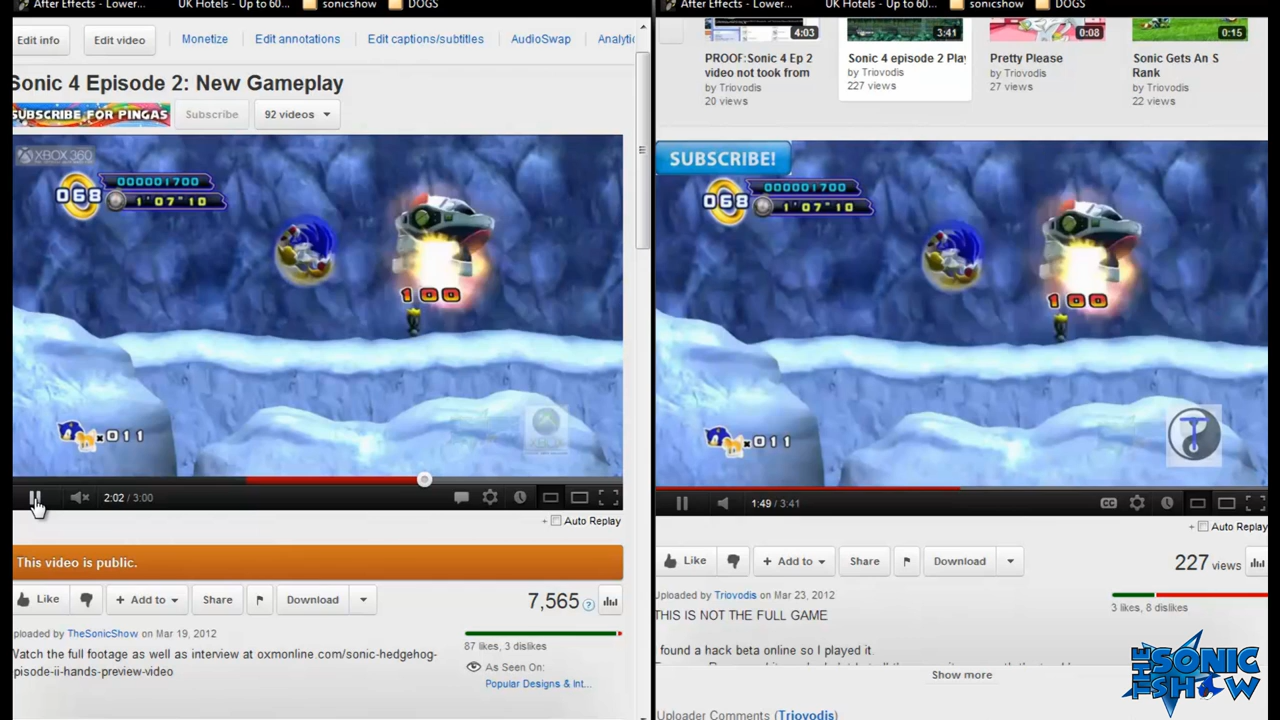 After Effects - Lower...
UK Hotels - Up to 60...
sonicshow
DOGS
Edit info
Edit video
Monetize
Edit annotations
Edit captions/subtitles
AudioSwap
Analytic
Sonic 4 Episode 2: New Gameplay
SUBSCRIBE FOR PINGAS
Subscribe
92 videos
XBOX 360
068
000001700
1'07"10
100
x011
XBOX
2:02 / 3:00
+ Auto Replay
This video is public.
Like
+ Add to
Share
Download
7,565
ploaded by TheSonicShow on Mar 19, 2012
Watch the full footage as well as interview at oxmonline com/sonic-hedgehog-
pisode-ii-hands-preview-video
87 likes, 3 dislikes
As Seen On:
Popular Designs & Int...
After Effects - Lower...
UK Hotels - Up to 60...
sonicshow
DOGS
4:03
PROOF:Sonic 4 Ep 2
video not took from
by Triovodis
20 views
3:41
Sonic 4 episode 2 Play
by Triovodis
227 views
0:08
Pretty Please
by Triovodis
27 views
0:15
Sonic Gets An S
Rank
by Triovodis
22 views
SUBSCRIBE!
068
000001700
1'07"10
100
x011
1:49 / 3:41
CC
+ Auto Replay
Like
+ Add to
Share
Download
227 views
Uploaded by Triovodis on Mar 23, 2012
THIS IS NOT THE FULL GAME
3 likes, 8 dislikes
found a hack beta online so I played it
Show more
Uploader Comments (Triovodis)
THE SONIC SHOW